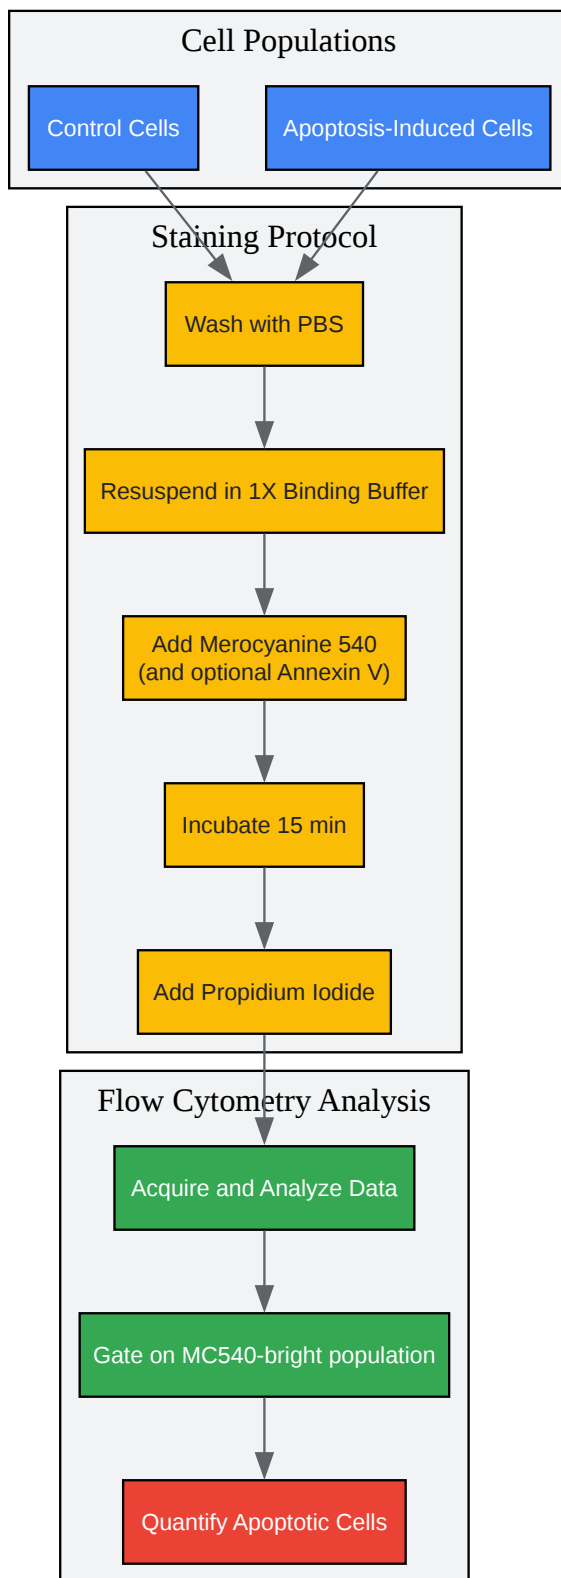 Cell Populations
Control Cells
Apoptosis-Induced Cells
Staining Protocol
Wash with PBS
Resuspend in 1X Binding Buffer
Add Merocyanine 540
(and optional Annexin V)
Incubate 15 min
Add Propidium Iodide
Flow Cytometry Analysis
Acquire and Analyze Data
Gate on MC540-bright population
Quantify Apoptotic Cells